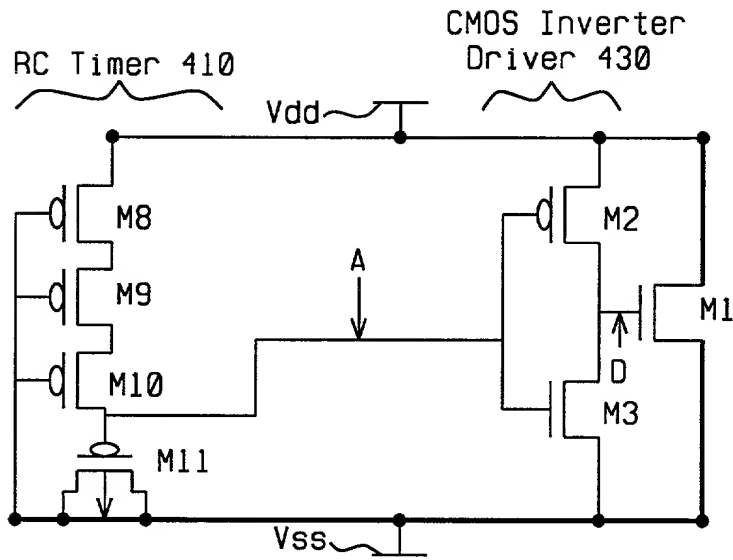 CMOS Inverter
Driver 430
RC Timer 410
Vdd
M8
M2
M9
A
M1
M10
D
M3
M11
Vss